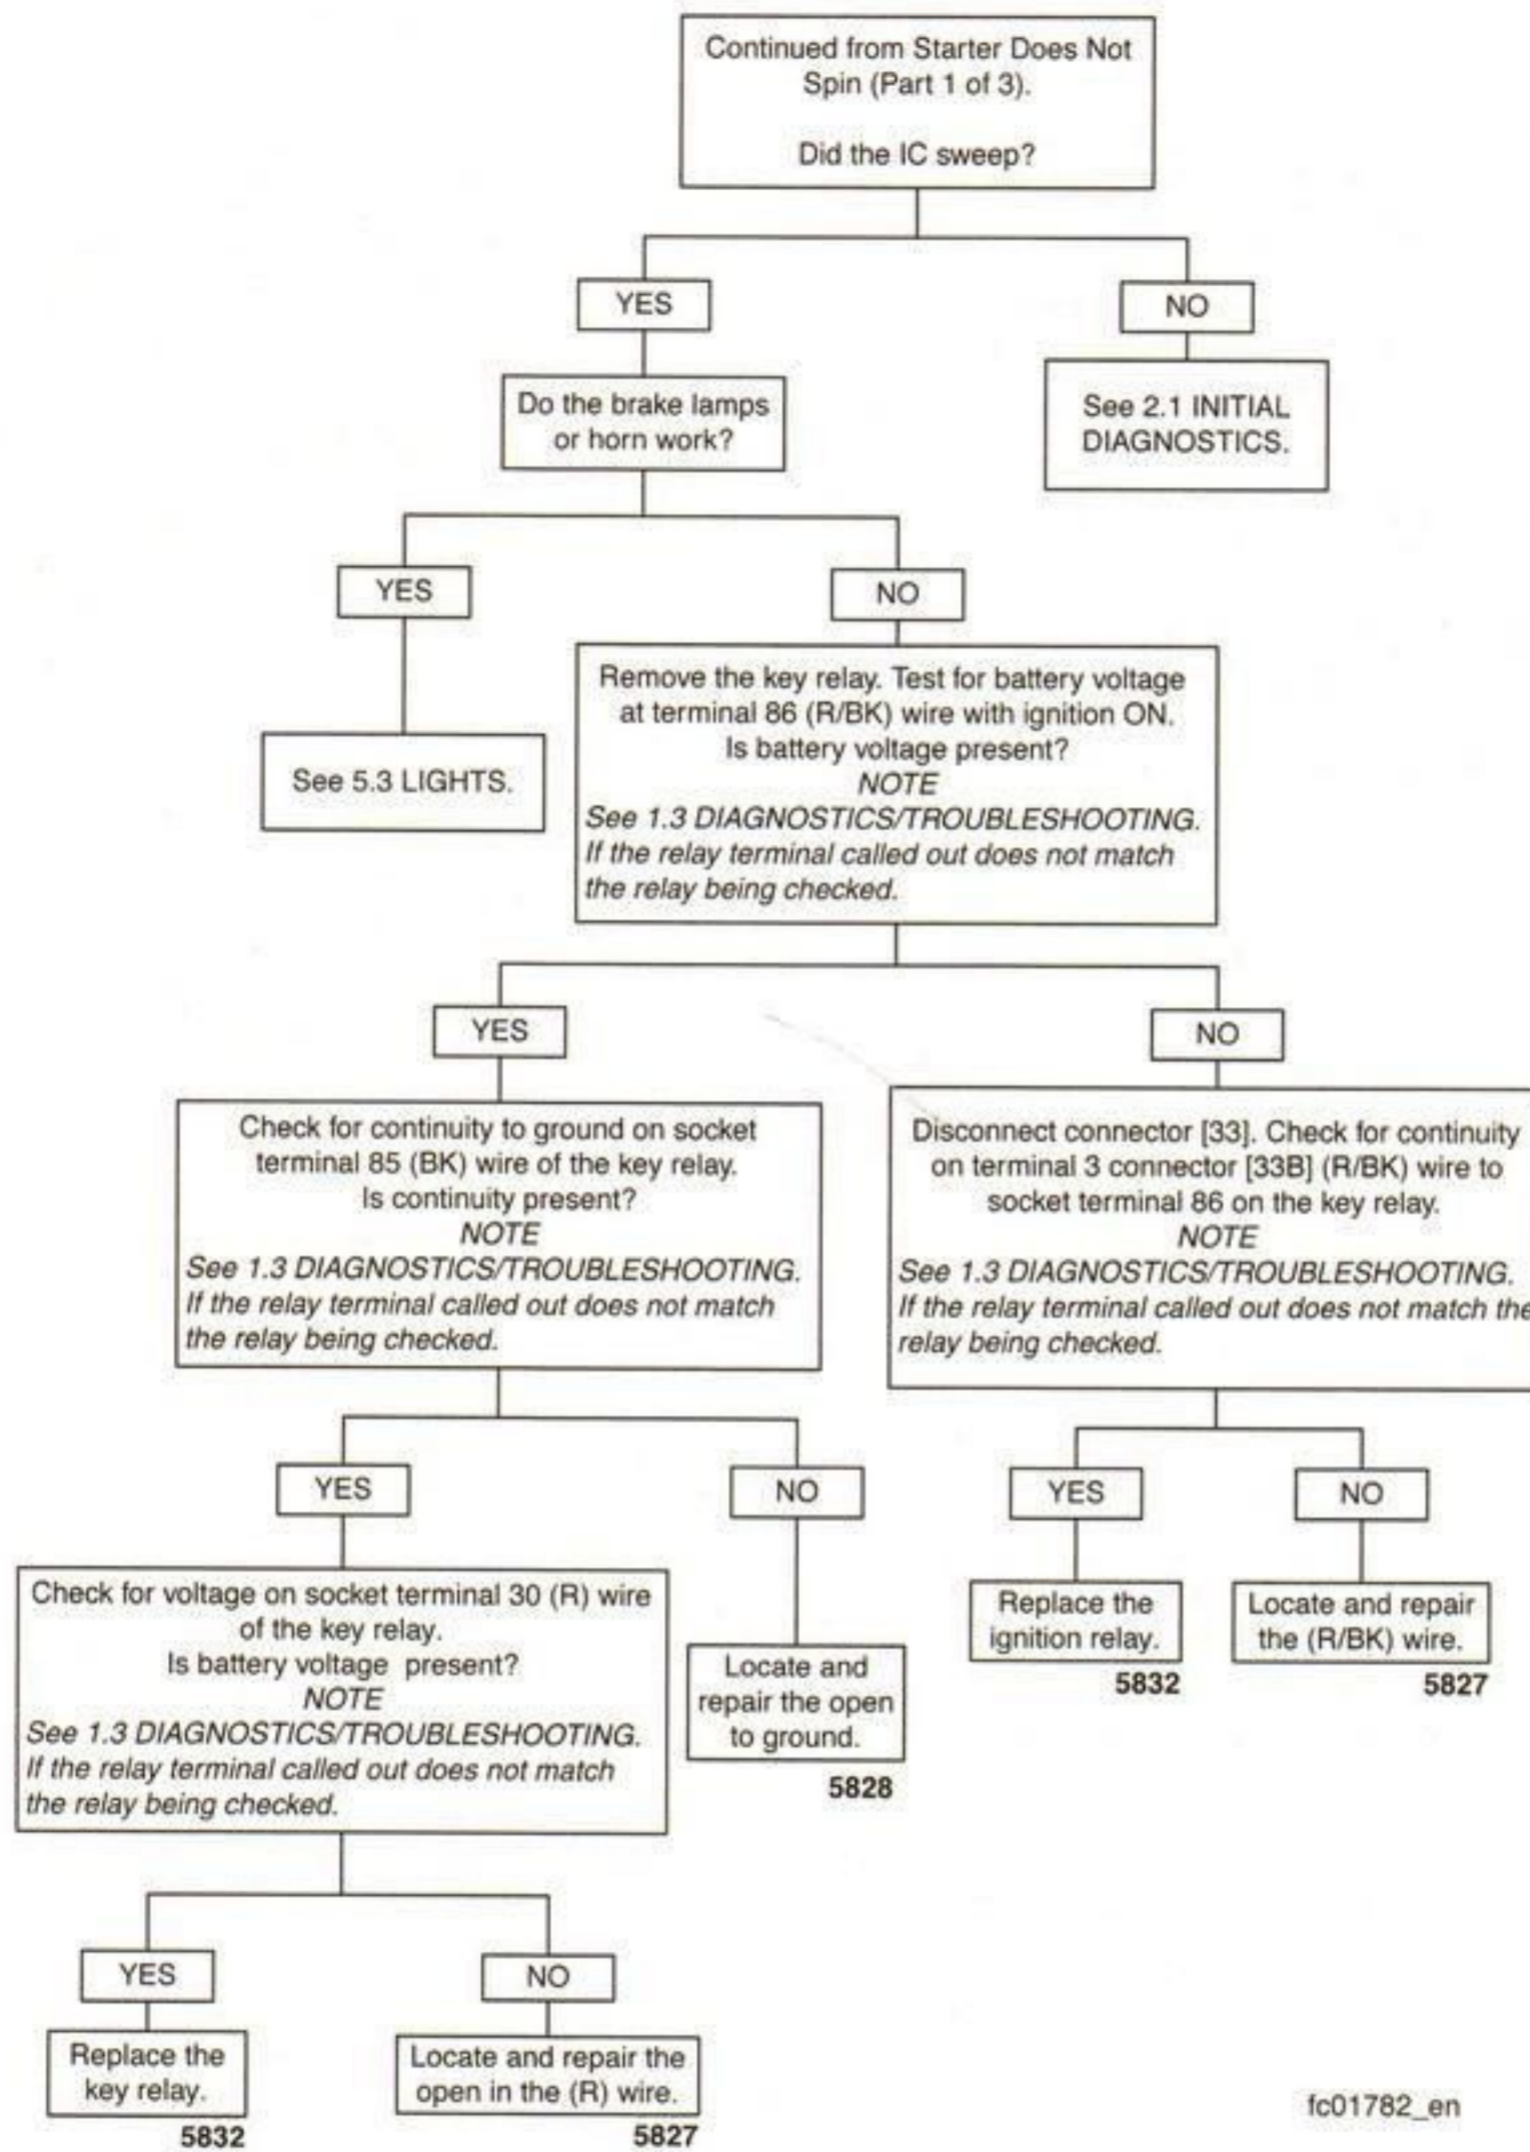 Continued from Starter Does Not
Spin (Part 1 of 3).
Did the IC sweep?
YES
NO
Do the brake lamps
or horn work?
See 2.1 INITIAL
DIAGNOSTICS.
YES
NO
See 5.3 LIGHTS.
Remove the key relay. Test for battery voltage
at terminal 86 (R/BK) wire with ignition ON.
Is battery voltage present?
NOTE
See 1.3 DIAGNOSTICS/TROUBLESHOOTING.
If the relay terminal called out does not match
the relay being checked.
YES
NO
Check for continuity to ground on socket
terminal 85 (BK) wire of the key relay.
Is continuity present?
NOTE
See 1.3 DIAGNOSTICS/TROUBLESHOOTING.
If the relay terminal called out does not match
the relay being checked.
Disconnect connector [33]. Check for continuity
on terminal 3 connector [33B] (R/BK) wire to
socket terminal 86 on the key relay.
NOTE
See 1.3 DIAGNOSTICS/TROUBLESHOOTING.
If the relay terminal called out does not match the
relay being checked.
YES
NO
YES
NO
Check for voltage on socket terminal 30 (R) wire
of the key relay.
Is battery voltage present?
NOTE
See 1.3 DIAGNOSTICS/TROUBLESHOOTING.
If the relay terminal called out does not match
the relay being checked.
Locate and
repair the open
to ground.
5828
Replace the
ignition relay.
5832
Locate and repair
the (R/BK) wire.
5827
YES
NO
Replace the
key relay.
5832
Locate and repair the
open in the (R) wire.
5827
fc01782_en